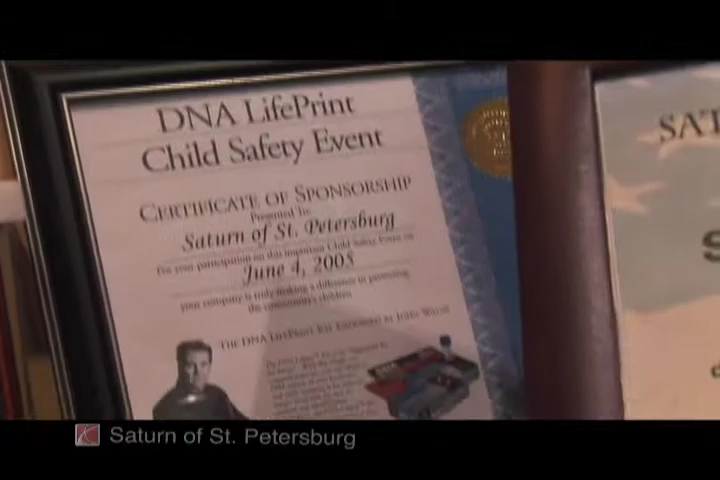 DNA LifePrint
Child Safety Event
CERTIFICATE OF SPONSORSHIP
Presented To:
Saturn of St. Petersburg
For your participation on this important Child Safety Event on
June 4, 2005
your company is truly making a difference in protecting
the community's children
THE DNA LIFEPRINT KIT ENDORSED BY JOHN WALSH
SAT
S
Saturn of St. Petersburg